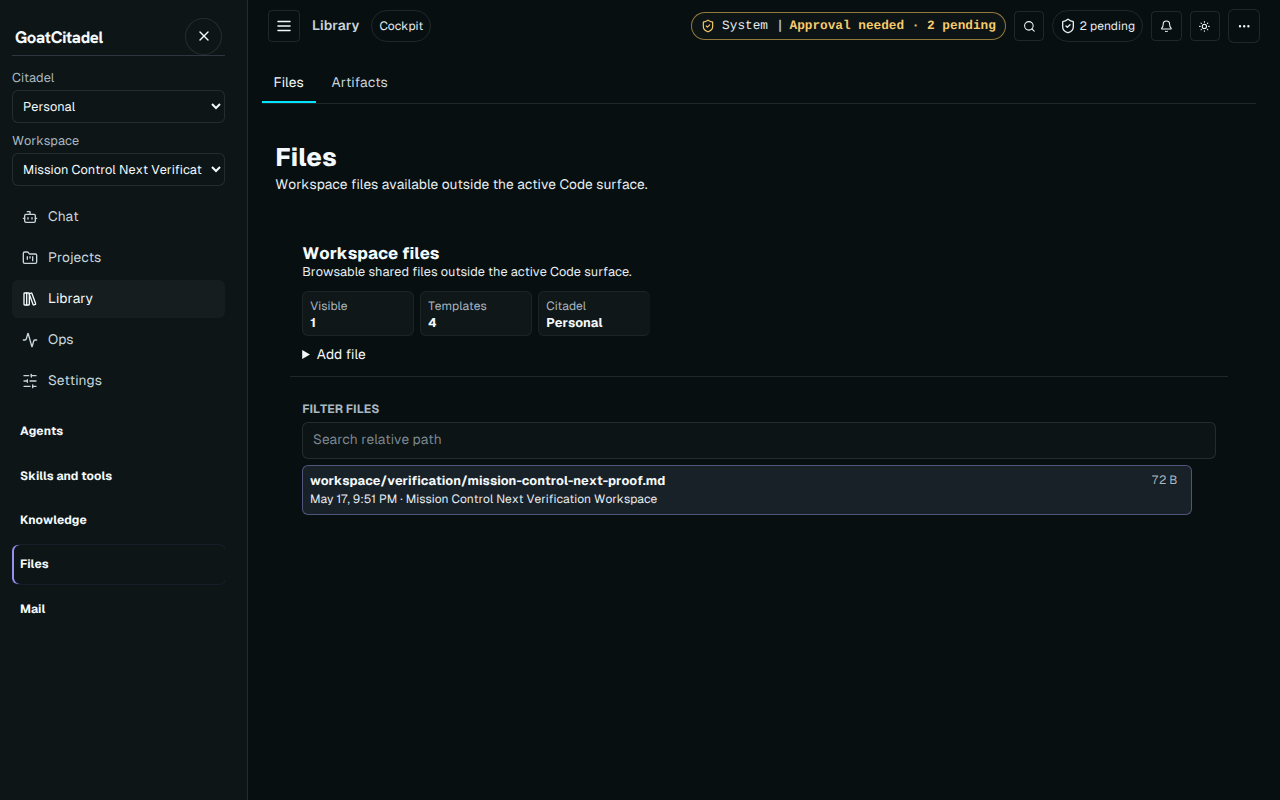 GoatCitadel
Citadel
Personal
Workspace
Mission Control Next Verificat
Chat
Projects
Library
Ops
Settings
Agents
Skills and tools
Knowledge
Files
Mail
Library
Cockpit
System | Approval needed · 2 pending
2 pending
Files
Artifacts
Files
Workspace files available outside the active Code surface.
Workspace files
Browsable shared files outside the active Code surface.
Visible
1
Templates
4
Citadel
Personal
Add file
FILTER FILES
Search relative path
workspace/verification/mission-control-next-proof.md
72 B
May 17, 9:51 PM · Mission Control Next Verification Workspace